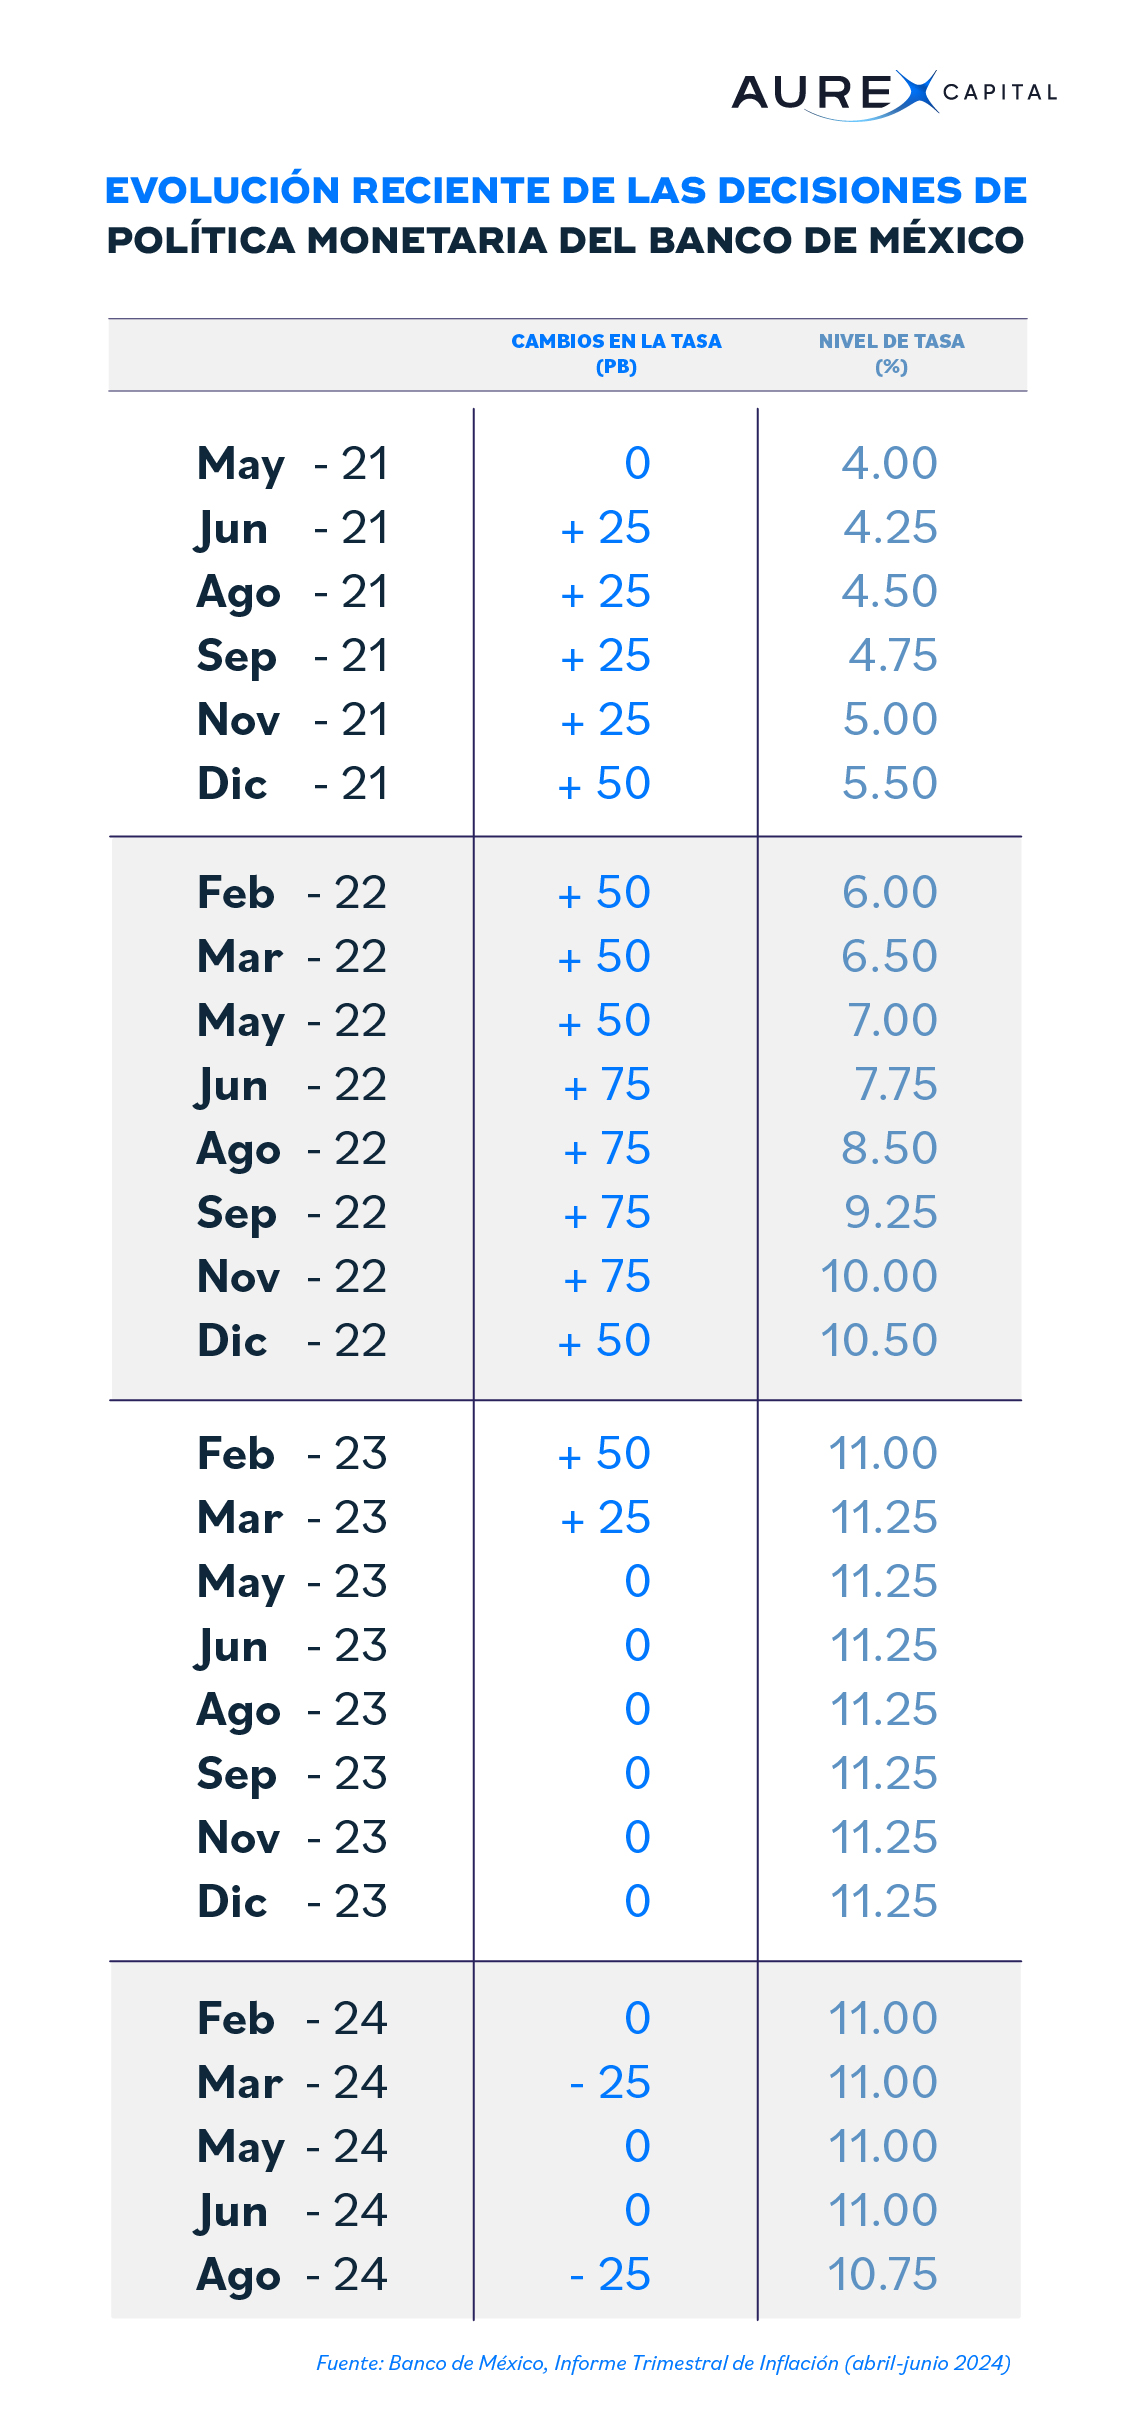 AUREX CAPITAL
EVOLUCIÓN RECIENTE DE LAS DECISIONES DE
POLÍTICA MONETARIA DEL BANCO DE MÉXICO
CAMBIOS EN LA TASA (PB) NIVEL DE TASA (%)
May - 21 0 4.00
Jun - 21 + 25 4.25
Ago - 21 + 25 4.50
Sep - 21 + 25 4.75
Nov - 21 + 25 5.00
Dic - 21 + 50 5.50
Feb - 22 + 50 6.00
Mar - 22 + 50 6.50
May - 22 + 50 7.00
Jun - 22 + 75 7.75
Ago - 22 + 75 8.50
Sep - 22 + 75 9.25
Nov - 22 + 75 10.00
Dic - 22 + 50 10.50
Feb - 23 + 50 11.00
Mar - 23 + 25 11.25
May - 23 0 11.25
Jun - 23 0 11.25
Ago - 23 0 11.25
Sep - 23 0 11.25
Nov - 23 0 11.25
Dic - 23 0 11.25
Feb - 24 0 11.00
Mar - 24 - 25 11.00
May - 24 0 11.00
Jun - 24 0 11.00
Ago - 24 - 25 10.75
Fuente: Banco de México, Informe Trimestral de Inflación (abril-junio 2024)